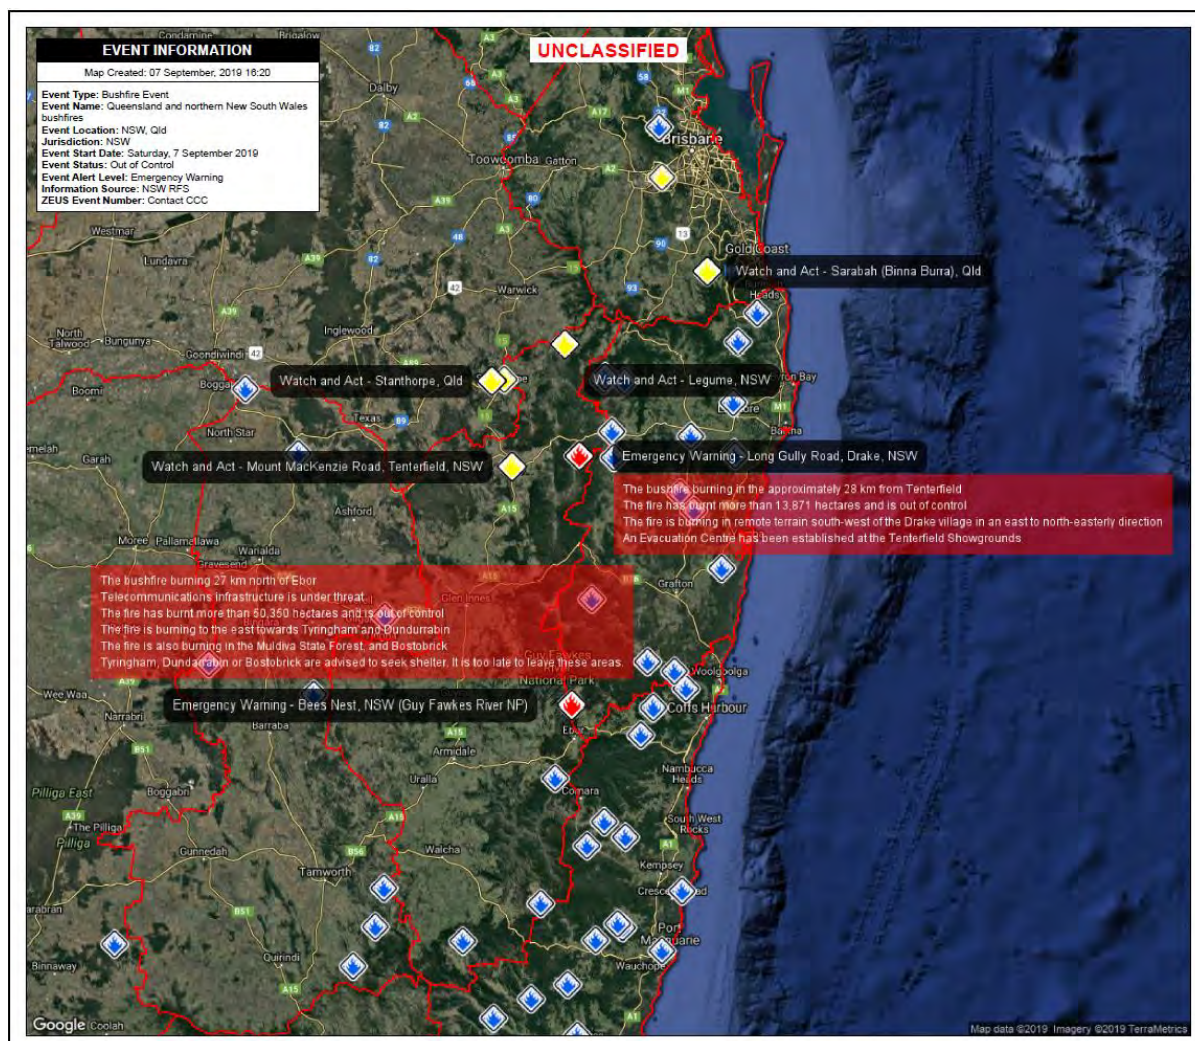 UNCLASSIFIED
EVENT INFORMATION
Map Created: 07 September, 2019 16:20
Event Type: Bushfire Event
Event Name: Queensland and northern New South Wales
bushfires
Event Location: NSW, Qld
Jurisdiction: NSW
Event Start Date: Saturday, 7 September 2019
Event Status: Out of Control
Event Alert Level: Emergency Warning
Information Source: NSW RFS
ZEUS Event Number: Contact CCC
Condamine
Brigalow
Dalby
Brisbane
Toowoomba
Gatton
Westmar
Lundavra
Gold Coast
Watch and Act - Sarabah (Binna Burra), Qld
Heads
Warwick
North
Talwood
Bungunya
Inglewood
Goondiwindi
Boomi
Watch and Act - Stanthorpe, Qld
Watch and Act - Legume, NSW
Texas
North Star
Garah
Watch and Act - Mount MacKenzie Road, Tenterfield, NSW
Emergency Warning - Long Gully Road, Drake, NSW
The bushfire burning in the approximately 28 km from Tenterfield
The fire has burnt more than 13,871 hectares and is out of control
The fire is burning in remote terrain south-west of the Drake village in an east to north-easterly direction
An Evacuation Centre has been established at the Tenterfield Showgrounds
Ashford
Moree
Pallamallawa
Warialda
Gravesend
Grafton
The bushfire burning 27 km north of Ebor
Telecommunications infrastructure is under threat
The fire has burnt more than 50,350 hectares and is out of control
The fire is burning to the east towards Tyringham and Dundurrabin
The fire is also burning in the Muldiva State Forest, and Bostobrick
Tyringham, Dundarrabin or Bostobrick are advised to seek shelter. It is too late to leave these areas.
Glen Innes
Guy Fawkes
National Park
Woolgoolga
Wee Waa
Narrabri
Emergency Warning - Bees Nest, NSW (Guy Fawkes River NP)
Coffs Harbour
Barraba
Ebor
Armidale
Nambucca
Heads
Uralla
Comara
Pilliga East
Boggabri
The Pilliga
Pilliga
South West
Rocks
Gunnedah
Walcha
Kempsey
Tamworth
Port
Macquarie
Quirindi
Wauchope
Binnaway
Google
Coolah
Map data ©2019 Imagery ©2019 TerraMetrics